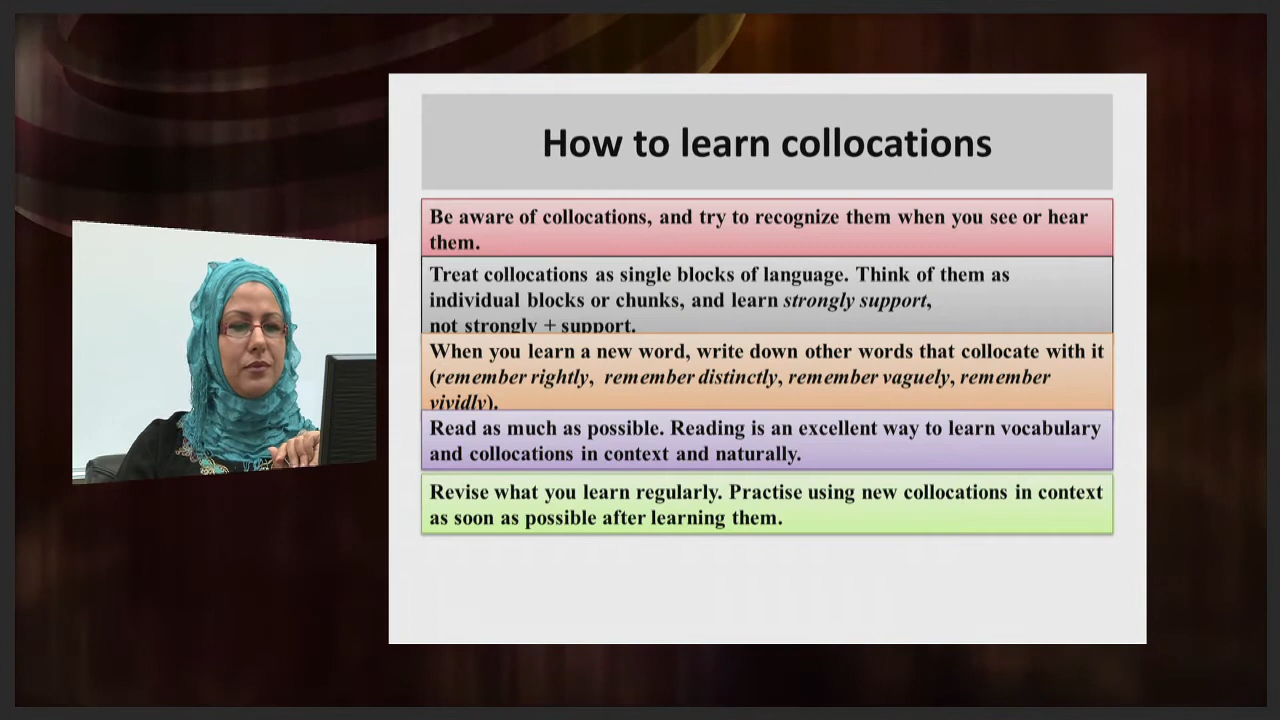 How to learn collocations
Be aware of collocations, and try to recognize them when you see or hear
them.
Treat collocations as single blocks of language. Think of them as
individual blocks or chunks, and learn strongly support,
not strongly + support.
When you learn a new word, write down other words that collocate with it
(remember rightly, remember distinctly, remember vaguely, remember
vividly).
Read as much as possible. Reading is an excellent way to learn vocabulary
and collocations in context and naturally.
Revise what you learn regularly. Practise using new collocations in context
as soon as possible after learning them.